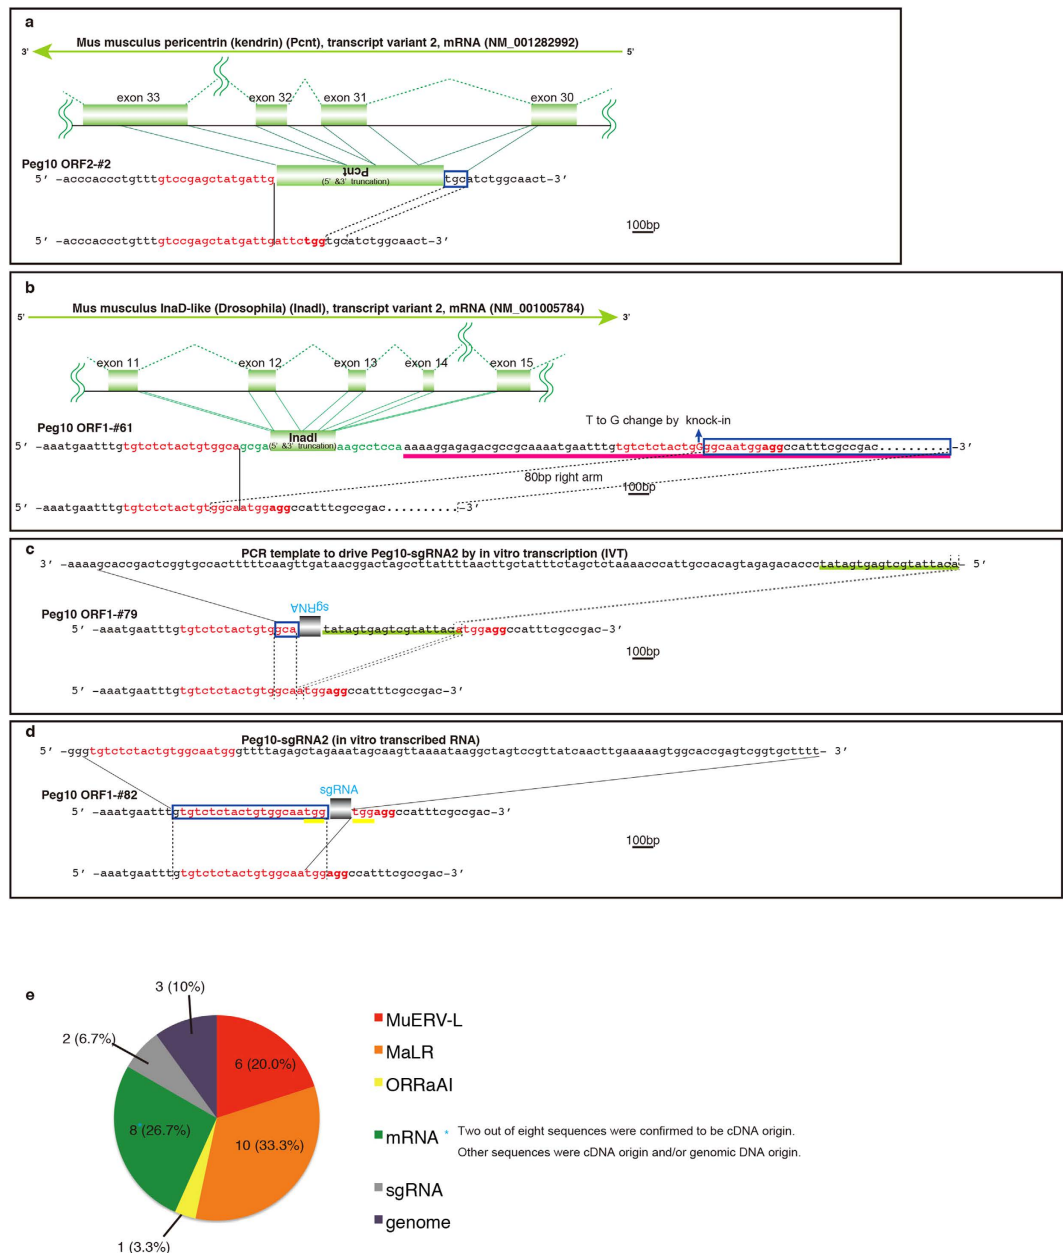 a
Mus musculus pericentrin (kendrin) (Pcnt), transcript variant 2, mRNA (NM_001282992)
3' 5'
exon 33 exon 32 exon 31 exon 30
Peg10 ORF2-#2
Pcnt
(5' &3' truncation)
5' -acccaccctgtttgtccgagctatgattg tgcatctggcaact-3'
100bp
5' -acccaccctgtttgtccgagctatgattgattctggtgcatctggcaact-3'
b
Mus musculus InaD-like (Drosophila) (Inadl), transcript variant 2, mRNA (NM_001005784)
5' 3'
exon 11 exon 12 exon 13 exon 14 exon 15
T to G change by knock-in
Peg10 ORF1-#61
Inadl
(5' &3' truncation)
5' -aaatgaatttgtgtctctactgtggcagcga aagcctccaaaaaggagagacgccgcaaaatgaatttgtgtctctactgGggcaatggaggccatttcgccgac..........-3'
80bp right arm
100bp
5' -aaatgaatttgtgtctctactgtggcaatggaggccatttcgccgac..........-3'
c
PCR template to drive Peg10-sgRNA2 by in vitro transcription (IVT)
3' -aaaagcaccgactcggtgccactttttcaagttgataacggactagccttattttaacttgctatttctagctctaaaacccattgccacagtagagacaccctatagtgagtcgtattaca- 5'
sgRNA
Peg10 ORF1-#79
5' -aaatgaatttgtgtctctactgtggca tatagtgagtcgtattacatggaggccatttcgccgac-3'
100bp
5' -aaatgaatttgtgtctctactgtggcaatggaggccatttcgccgac-3'
d
Peg10-sgRNA2 (in vitro transcribed RNA)
5' -gggtgtctctactgtggcaatgggttttagagctagaaatagcaagttaaaataaggctagtccgttatcaacttgaaaaagtggcaccgagtcggtgctttt- 3'
sgRNA
Peg10 ORF1-#82
5' -aaatgaatttgtgtctctactgtggcaatgg tggaggccatttcgccgac-3'
100bp
5' -aaatgaatttgtgtctctactgtggcaatggaggccatttcgccgac-3'
e
3 (10%)
2 (6.7%)
6 (20.0%)
8 (26.7%)
10 (33.3%)
1 (3.3%)
MuERV-L
MaLR
ORRaAI
mRNA * Two out of eight sequences were confirmed to be cDNA origin.
Other sequences were cDNA origin and/or genomic DNA origin.
sgRNA
genome